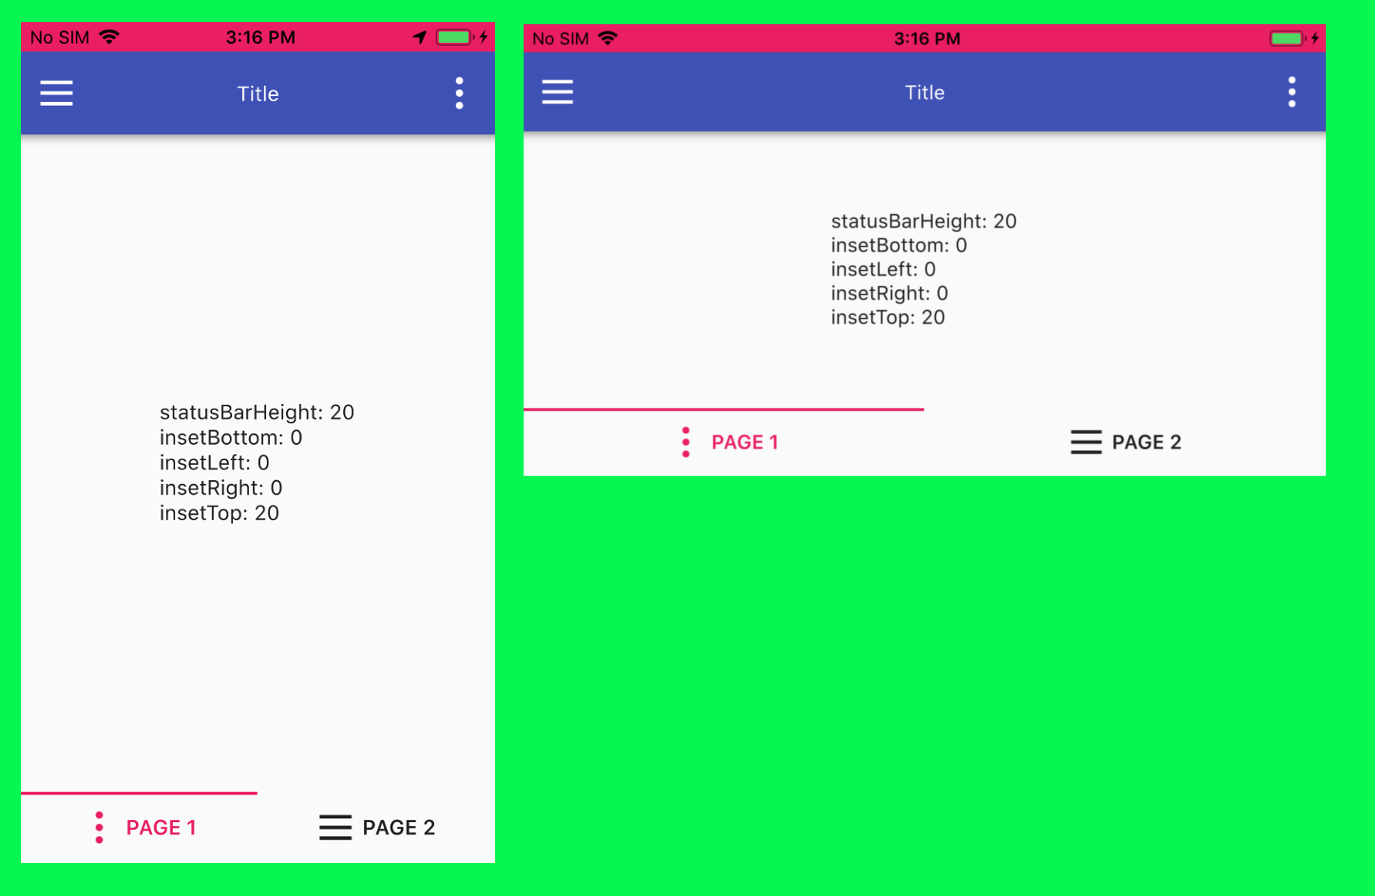 No SIM 3:16 PM
Title
statusBarHeight: 20
insetBottom: 0
insetLeft: 0
insetRight: 0
insetTop: 20
PAGE 1 PAGE 2
No SIM 3:16 PM
Title
statusBarHeight: 20
insetBottom: 0
insetLeft: 0
insetRight: 0
insetTop: 20
PAGE 1 PAGE 2